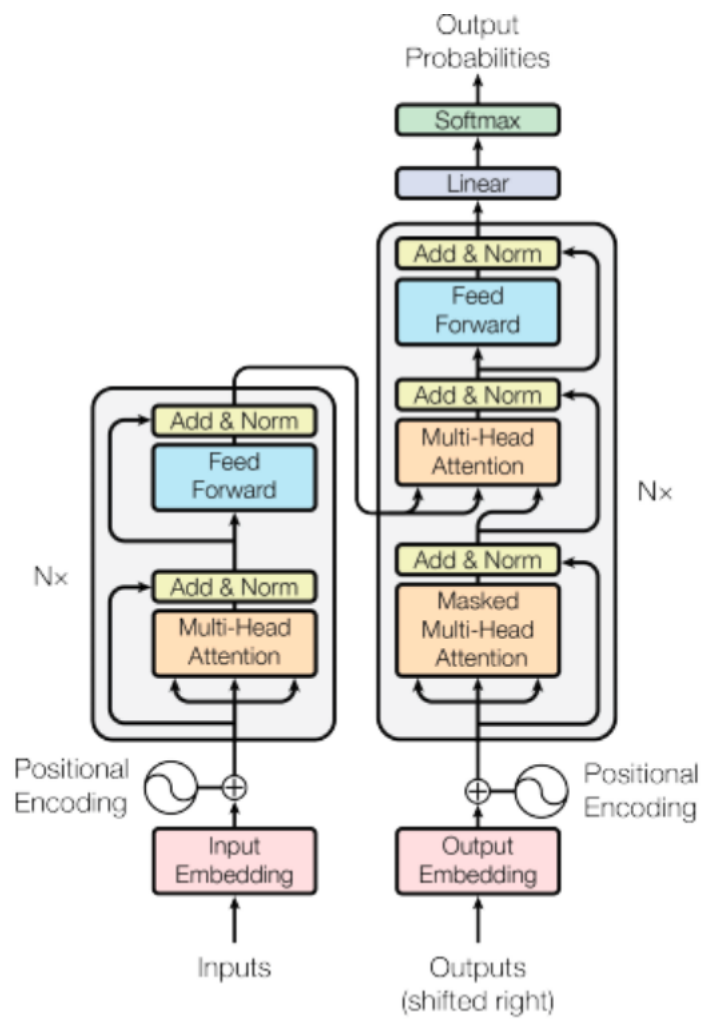 Output
Probabilities
Softmax
Linear
Add & Norm
Feed
Forward
Add & Norm
Multi-Head
Attention
Nx
Add & Norm
Masked
Multi-Head
Attention
Add & Norm
Feed
Forward
Nx
Add & Norm
Multi-Head
Attention
Positional
Encoding
Positional
Encoding
Input
Embedding
Output
Embedding
Inputs
Outputs
(shifted right)